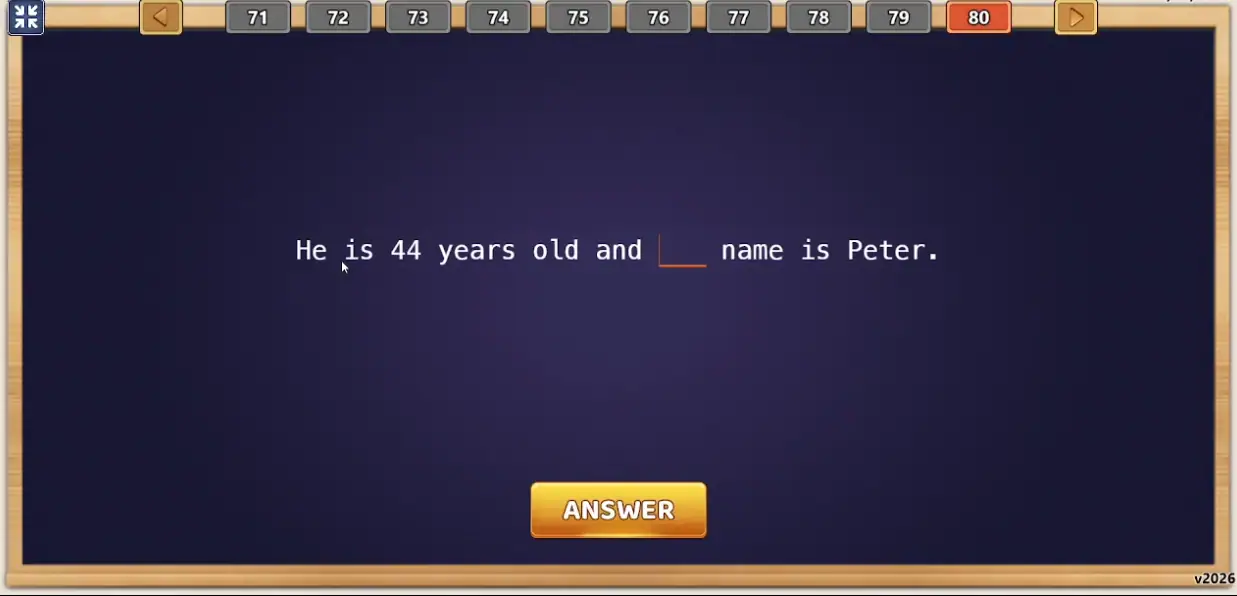 71 72 73 74 75 76 77 78 79 80
He is 44 years old and ___ name is Peter.
ANSWER
v2026